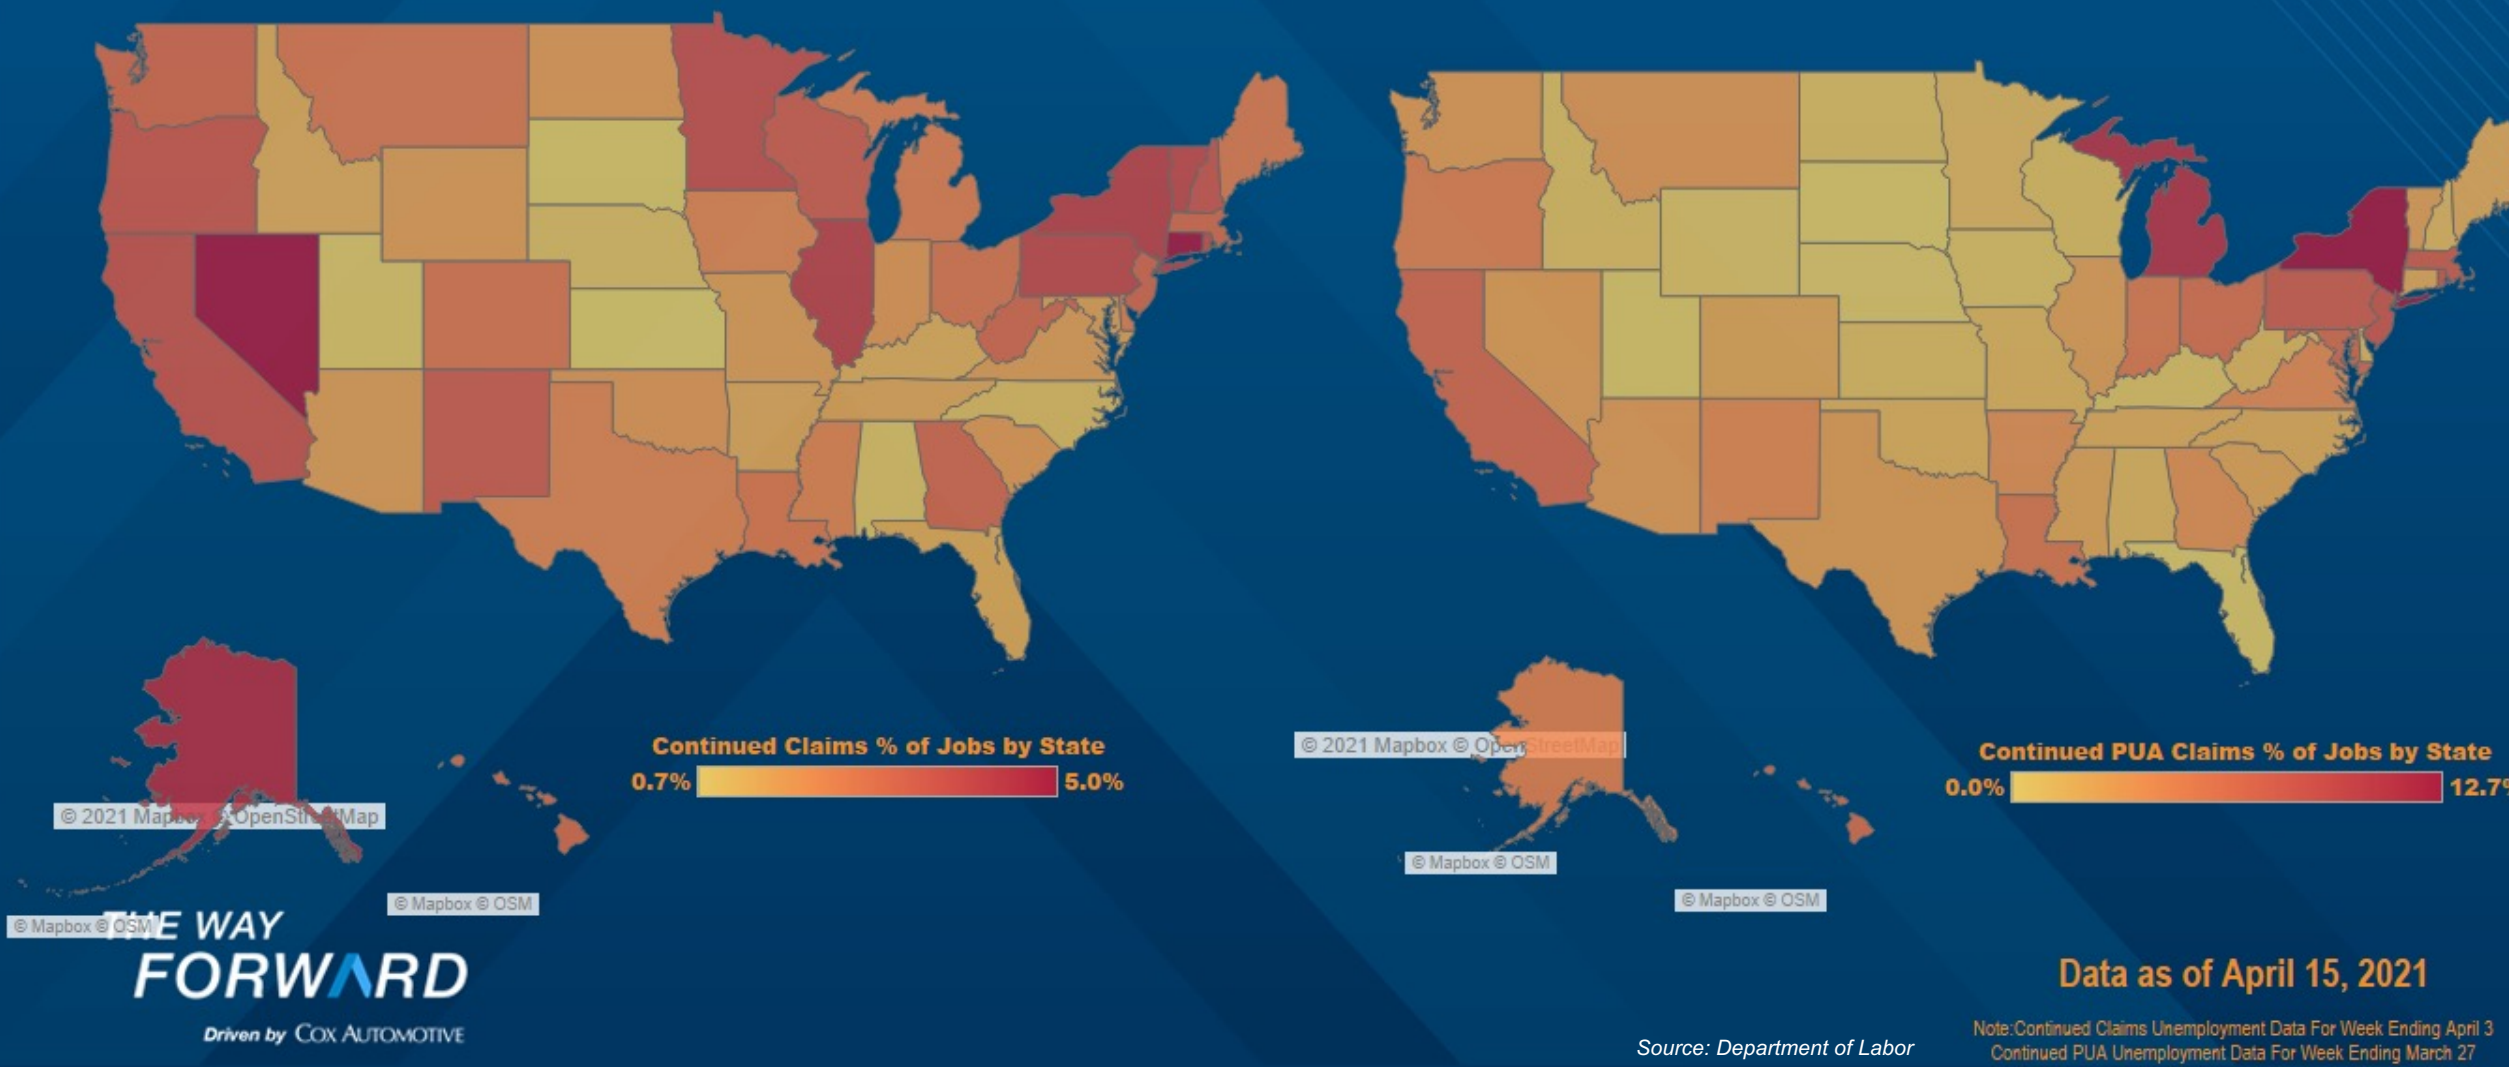 Continued Claims % of Jobs by State
0.7% 5.0%
© 2021 Mapbox © OpenStreetMap
© Mapbox © OSM
© Mapbox © OSM
THE WAY
FORWARD
Driven by COX AUTOMOTIVE
© 2021 Mapbox © OpenStreetMap
Continued PUA Claims % of Jobs by State
0.0% 12.7%
© Mapbox © OSM
© Mapbox © OSM
Data as of April 15, 2021
Note:Continued Claims Unemployment Data For Week Ending April 3
Continued PUA Unemployment Data For Week Ending March 27
Source: Department of Labor